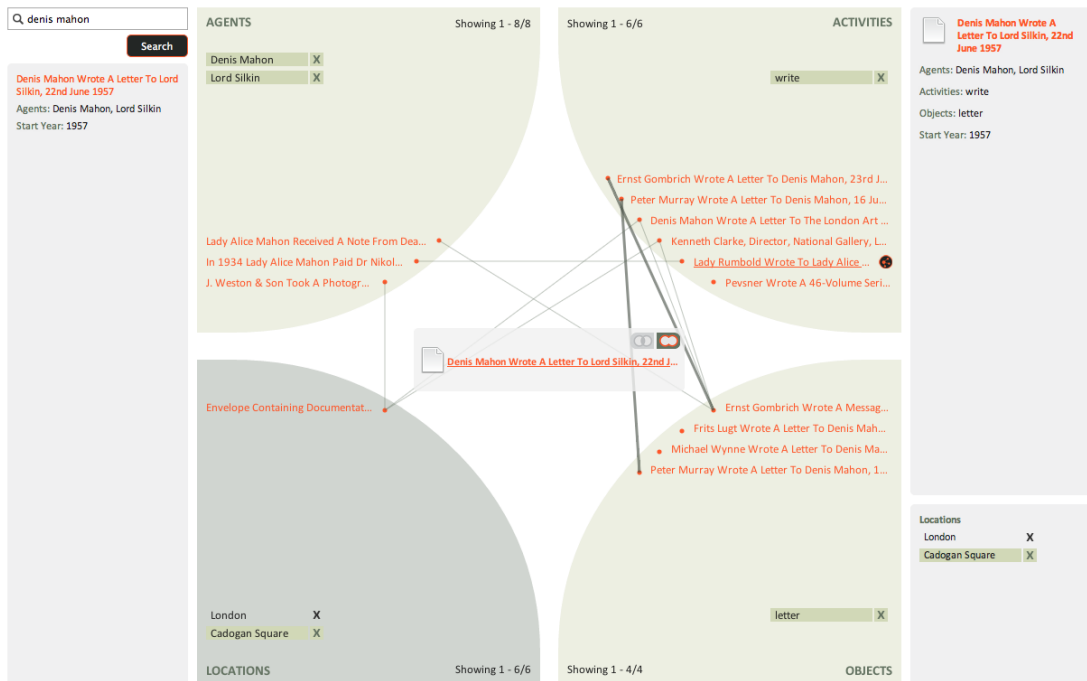 denis mahon
Search
Denis Mahon Wrote A Letter To Lord
Silkin, 22nd June 1957
Agents: Denis Mahon, Lord Silkin
Start Year: 1957
AGENTS
Showing 1 - 8/8
Denis Mahon X
Lord Silkin X
Lady Alice Mahon Received A Note From Dea...
In 1934 Lady Alice Mahon Paid Dr Nikol...
J. Weston & Son Took A Photogr...
Showing 1 - 6/6
ACTIVITIES
write X
Ernst Gombrich Wrote A Letter To Denis Mahon, 23rd J...
Peter Murray Wrote A Letter To Denis Mahon, 16 Ju...
Denis Mahon Wrote A Letter To The London Art ...
Kenneth Clarke, Director, National Gallery, L...
Lady Rumbold Wrote To Lady Alice ...
Pevsner Wrote A 46-Volume Seri...
Denis Mahon Wrote A Letter To Lord Silkin, 22nd J...
Envelope Containing Documentat...
London X
Cadogan Square X
LOCATIONS
Showing 1 - 6/6
Ernst Gombrich Wrote A Messag...
Frits Lugt Wrote A Letter To Denis Mah...
Michael Wynne Wrote A Letter To Denis Ma...
Peter Murray Wrote A Letter To Denis Mahon, 1...
letter X
Showing 1 - 4/4
OBJECTS
Denis Mahon Wrote A
Letter To Lord Silkin, 22nd
June 1957
Agents: Denis Mahon, Lord Silkin
Activities: write
Objects: letter
Start Year: 1957
Locations
London X
Cadogan Square X